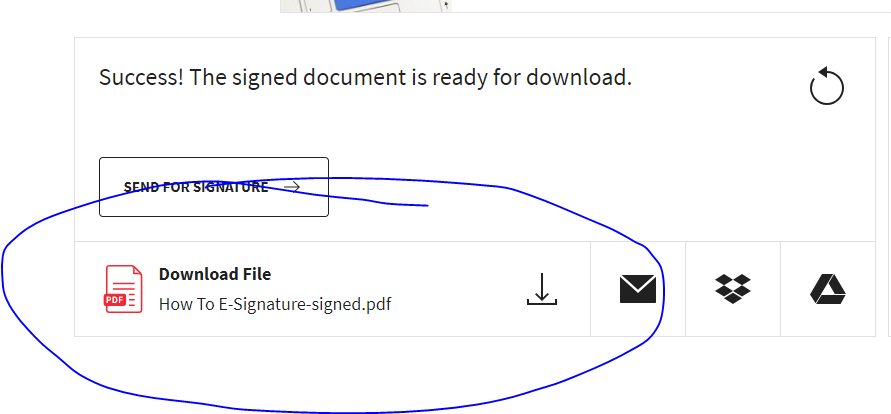 Success! The signed document is ready for download.
SEND FOR SIGNATURE
Download File
PDF
How To E-Signature-signed.pdf